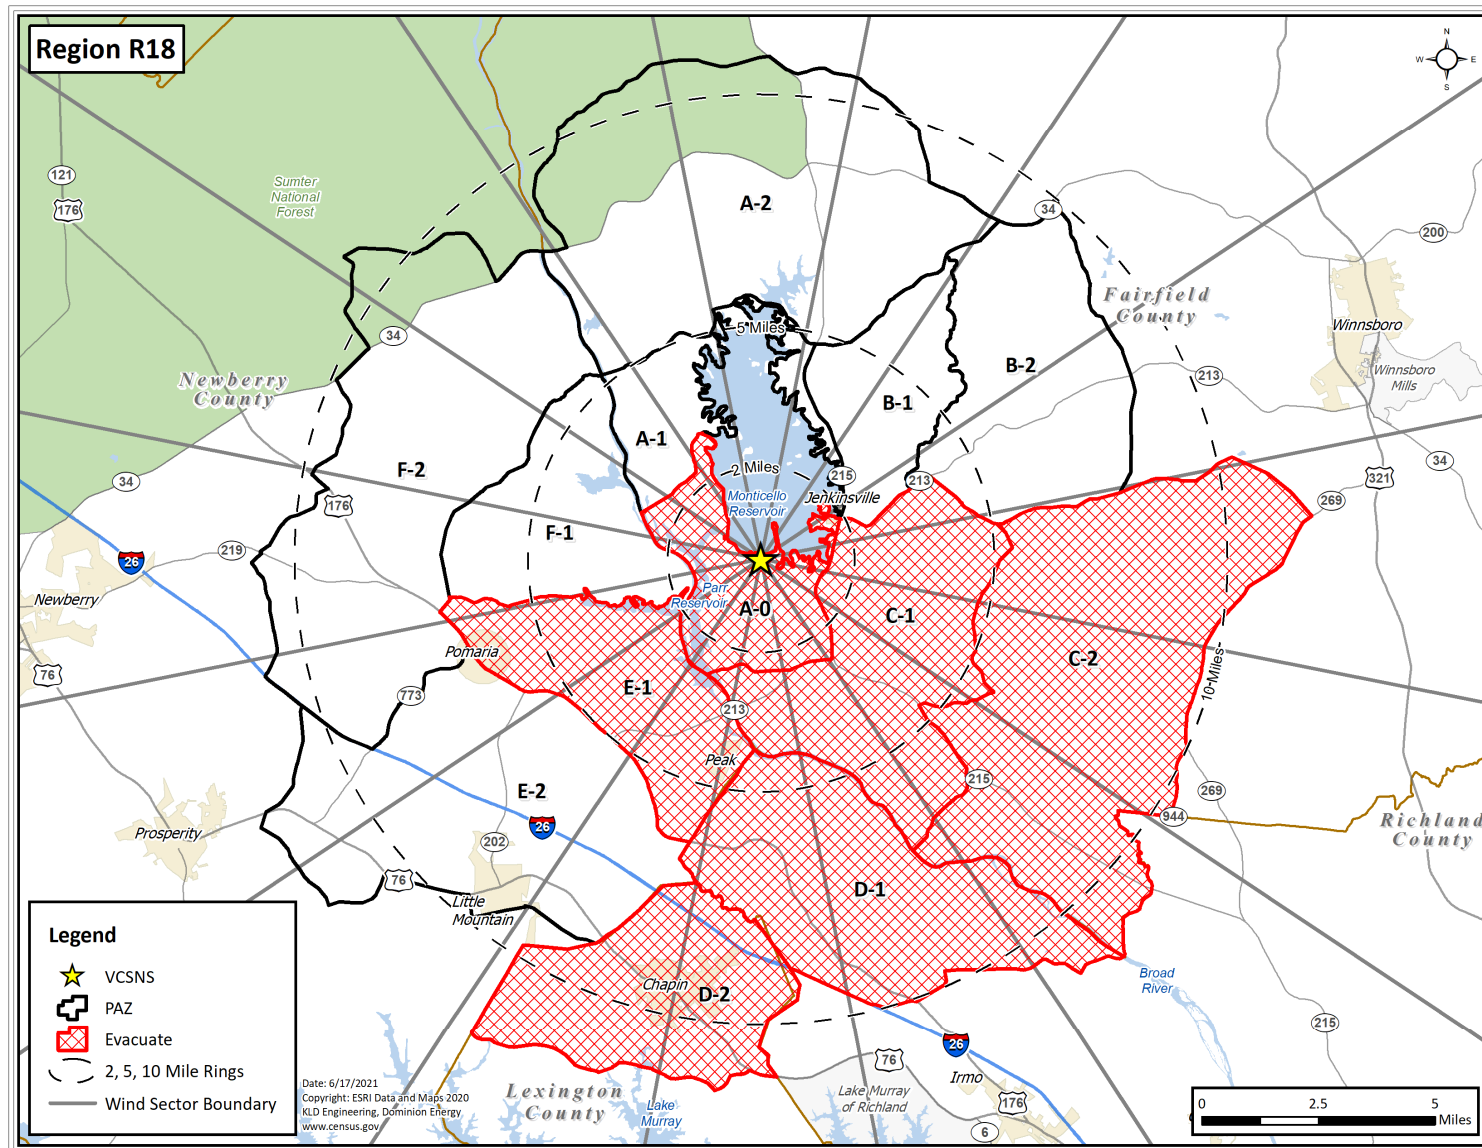 Region R18
N
W
E
S
121
176
Sumter
National
Forest
A-2
34
200
Fairfield
County
Winnsboro
Winnsboro
Mills
5 Miles
34
B-2
213
Newberry
County
B-1
A-1
F-2
2 Miles
215
213
34
321
34
269
Monticello
Reservoir
Jenkinsville
176
F-1
219
26
Newberry
Parr
Reservoir
A-0
C-1
Pomaria
C-2
76
773
E-1
10 Miles
213
Peak
215
269
E-2
26
944
Richland
County
Prosperity
202
76
D-1
Little
Mountain
Legend
VCSNS
PAZ
Evacuate
2, 5, 10 Mile Rings
Wind Sector Boundary
Chapin
D-2
Broad
River
215
26
76
Irmo
176
6
Date: 6/17/2021
Copyright: ESRI Data and Maps 2020
KLD Engineering, Dominion Energy
www.census.gov
Lexington
County
Lake
Murray
Lake Murray
of Richland
0 2.5 5
Miles